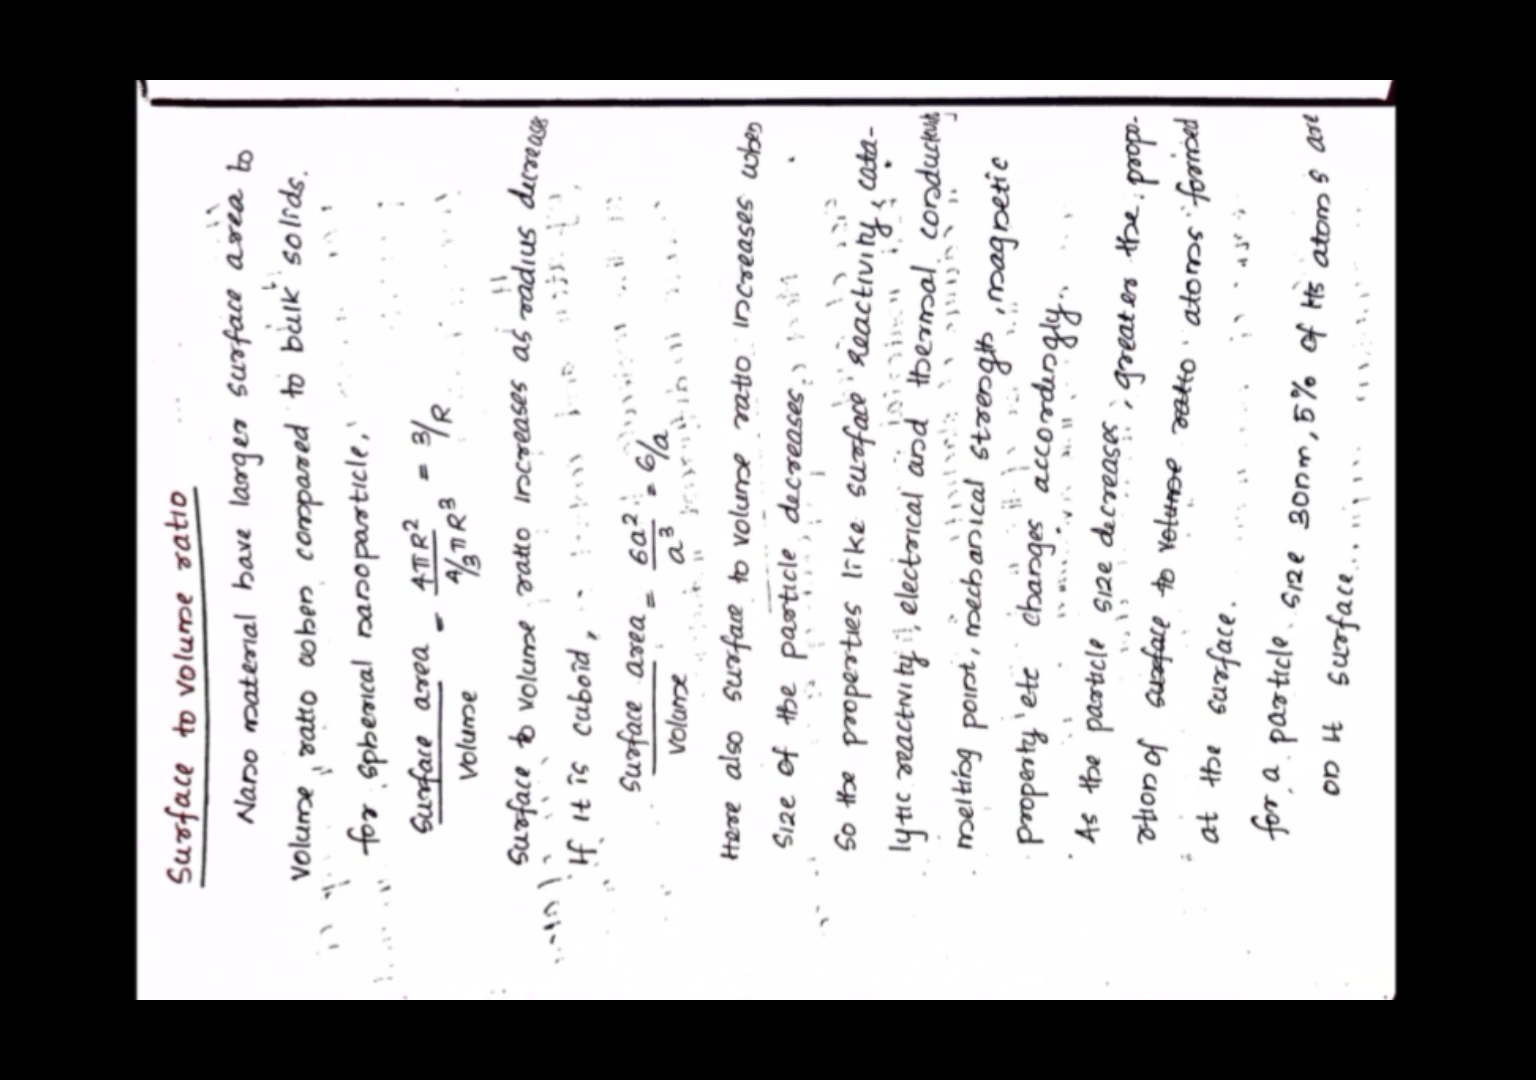 Surface to volume ratio
Nano material have larger surface area to
volume ratio when compared to bulk solids.
for spherical nanoparticle,
Surface area / Volume = 4πR² / 4/3 πR³ = 3/R
Surface to volume ratio increases as radius decreases
If it is cuboid,
Surface area / Volume = 6a² / a³ = 6/a
Here also surface to volume ratio increases when
size of the particle decreases.
So the properties like surface reactivity, cata-
lytic reactivity, electrical and thermal conductivity
melting point, mechanical strength, magnetic
property etc changes accordingly.
As the particle size decreases, greater the propo-
rtion of surface to volume ratio atoms formed
at the surface.
for a particle size 30nm, 5% of its atoms are
on it surface